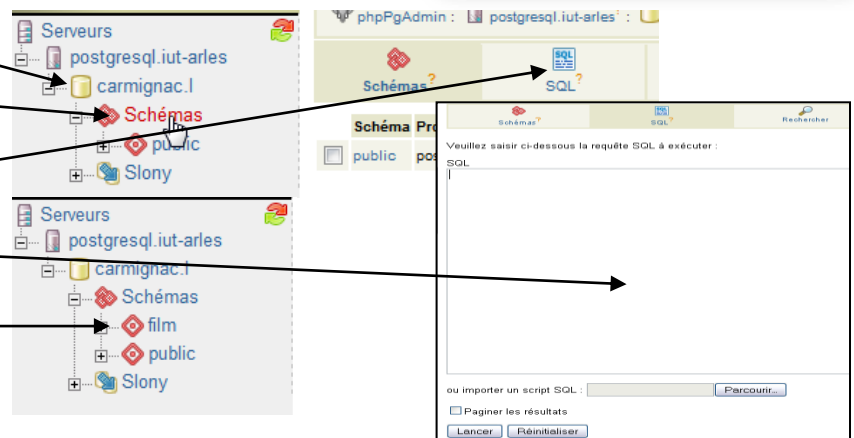 Serveurs
postgresql.iut-arles
carmignac.l
Schémas
public
Slony
Serveurs
postgresql.iut-arles
carmignac.l
Schémas
film
public
Slony
phpPgAdmin : postgresql.iut-arles? :
Schémas? SQL?
Schéma Pro
public pos
Schémas? SQL? Rechercher
Veuillez saisir ci-dessous la requête SQL à exécuter :
SQL
ou importer un script SQL : Parcourir...
Paginer les résultats
Lancer Réinitialiser